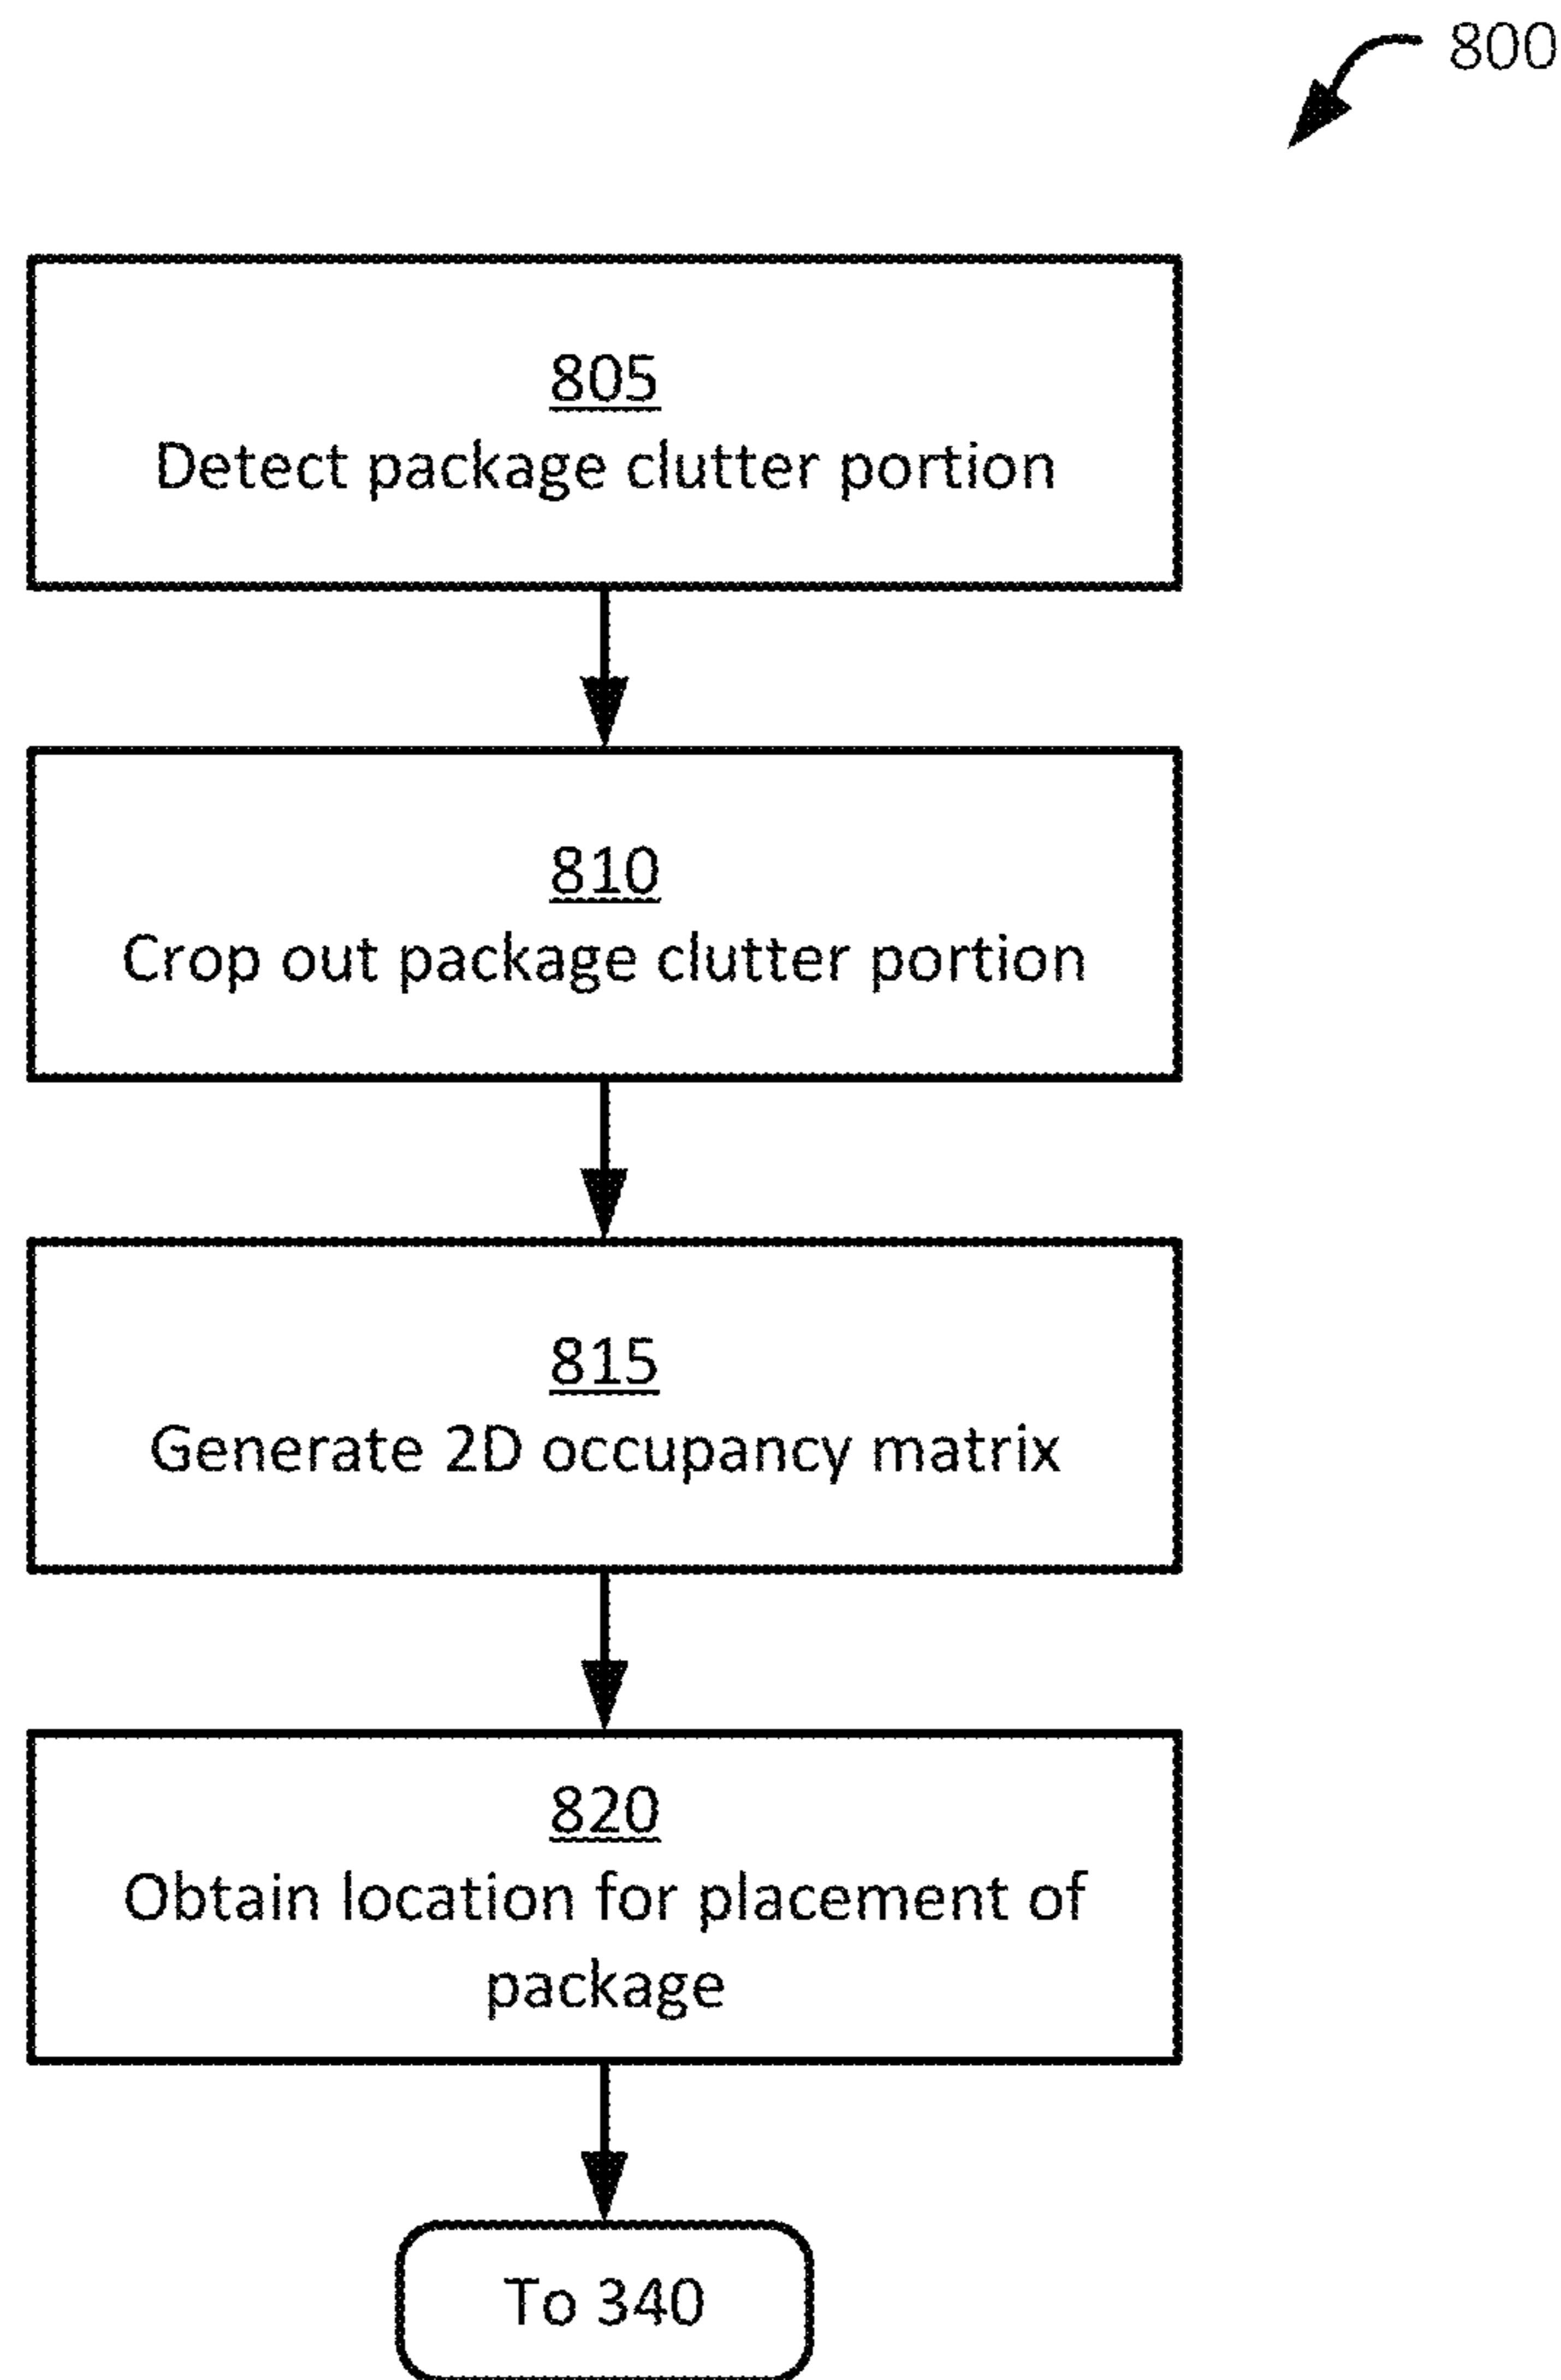 800
805
Detect package clutter portion
810
Crop out package clutter portion
815
Generate 2D occupancy matrix
820
Obtain location for placement of
package
To 340